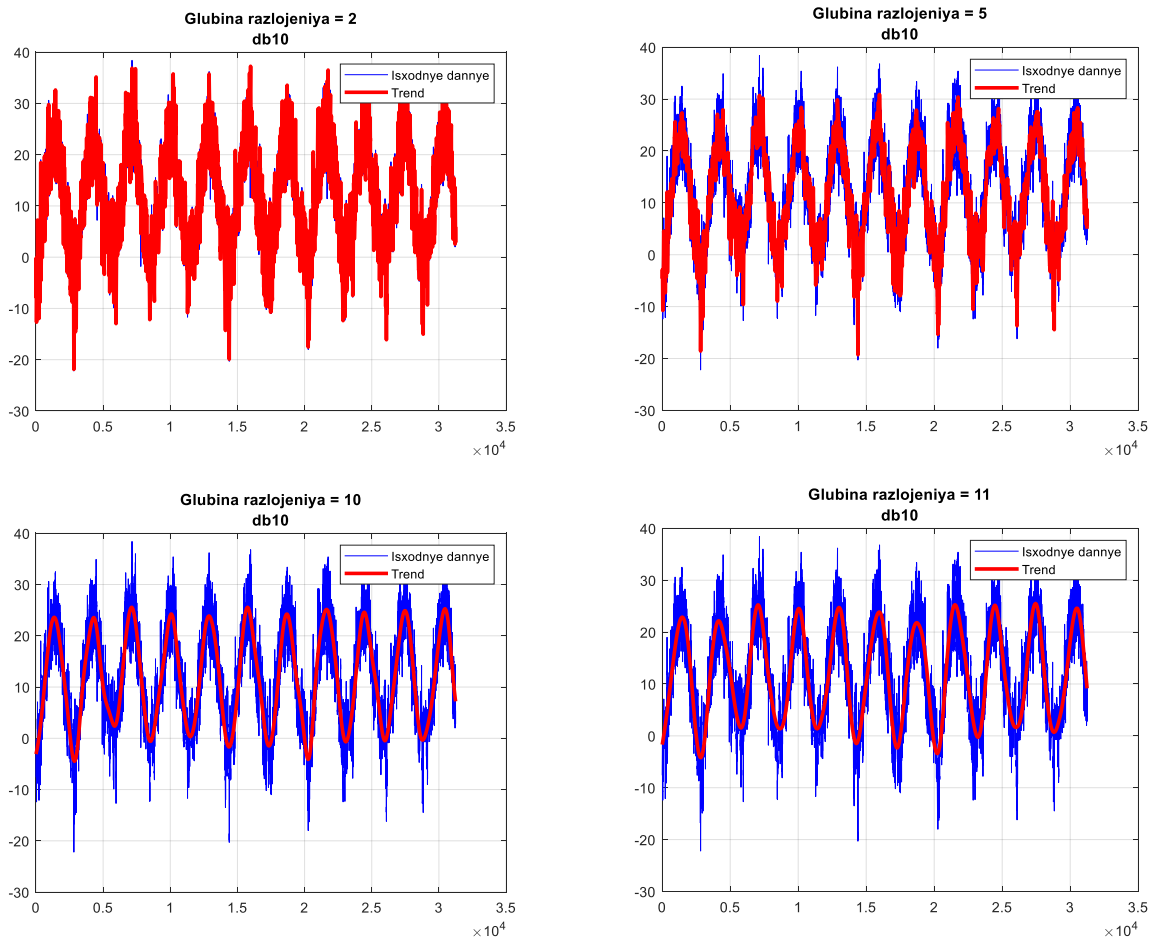 Glubina razlojeniya = 2
db10
40
30
20
10
0
-10
-20
-30
0 0.5 1 1.5 2 2.5 3 3.5
×10^4
Isxodnye dannye
Trend
Glubina razlojeniya = 5
db10
40
30
20
10
0
-10
-20
-30
0 0.5 1 1.5 2 2.5 3 3.5
×10^4
Isxodnye dannye
Trend
Glubina razlojeniya = 10
db10
40
30
20
10
0
-10
-20
-30
0 0.5 1 1.5 2 2.5 3 3.5
×10^4
Isxodnye dannye
Trend
Glubina razlojeniya = 11
db10
40
30
20
10
0
-10
-20
-30
0 0.5 1 1.5 2 2.5 3 3.5
×10^4
Isxodnye dannye
Trend